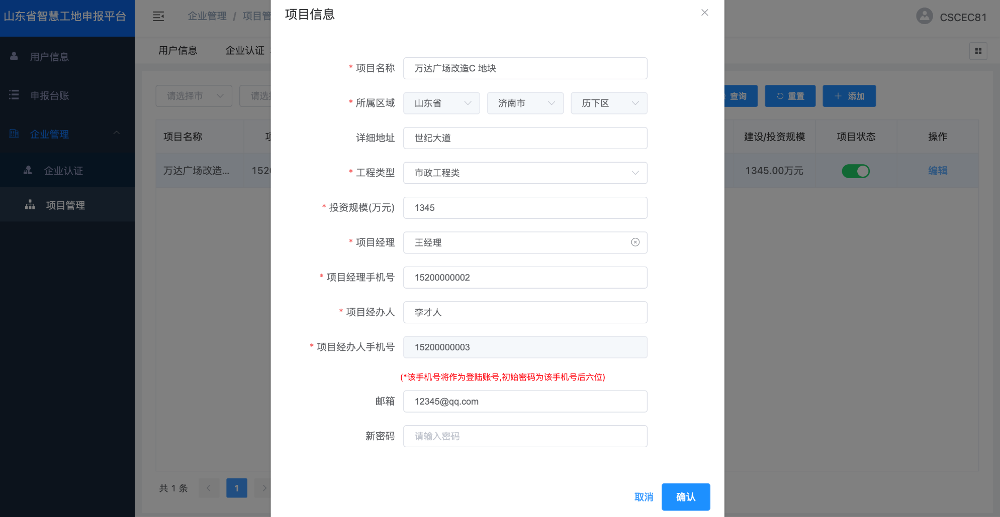 山东省智慧工地申报平台
企业管理 / 项目管
CSCEC81
用户信息
企业认证
用户信息
申报台账
企业管理
企业认证
项目管理
请选择市
请选
查询
重置
添加
项目名称
建设/投资规模
项目状态
操作
万达广场改造...
1520
1345.00万元
编辑
共 1 条
1
项目信息
* 项目名称 万达广场改造C 地块
* 所属区域 山东省 济南市 历下区
详细地址 世纪大道
* 工程类型 市政工程类
* 投资规模(万元) 1345
* 项目经理 王经理
* 项目经理手机号 15200000002
* 项目经办人 李才人
* 项目经办人手机号 15200000003
(*该手机号将作为登陆账号,初始密码为该手机号后六位)
邮箱 12345@qq.com
新密码 请输入密码
取消
确认